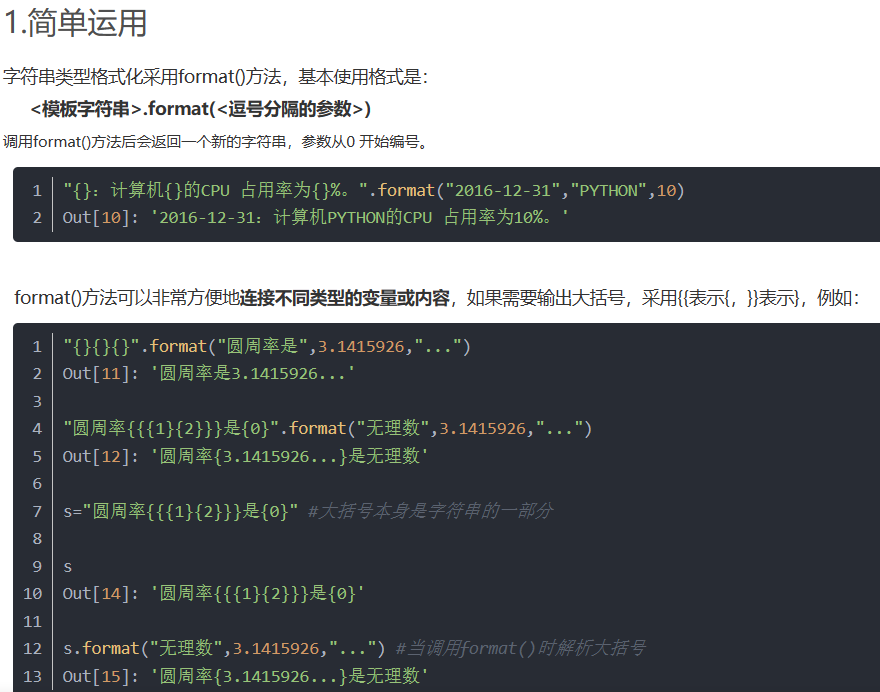 1.简单运用
字符串类型格式化采用format()方法，基本使用格式是：
<模板字符串>.format(<逗号分隔的参数>)
调用format()方法后会返回一个新的字符串，参数从0 开始编号。
1 "{}：计算机{}的CPU 占用率为{}%。".format("2016-12-31","PYTHON",10)
2 Out[10]: '2016-12-31：计算机PYTHON的CPU 占用率为10%。'
format()方法可以非常方便地连接不同类型的变量或内容，如果需要输出大括号，采用{{表示{，}}表示}，例如：
1 "{}{}{}".format("圆周率是",3.1415926,"...")
2 Out[11]: '圆周率是3.1415926...'
3
4 "圆周率{{{1}{2}}}是{0}".format("无理数",3.1415926,"...")
5 Out[12]: '圆周率{3.1415926...}是无理数'
6
7 s="圆周率{{{1}{2}}}是{0}" #大括号本身是字符串的一部分
8
9 s
10 Out[14]: '圆周率{{{1}{2}}}是{0}'
11
12 s.format("无理数",3.1415926,"...") #当调用format()时解析大括号
13 Out[15]: '圆周率{3.1415926...}是无理数'